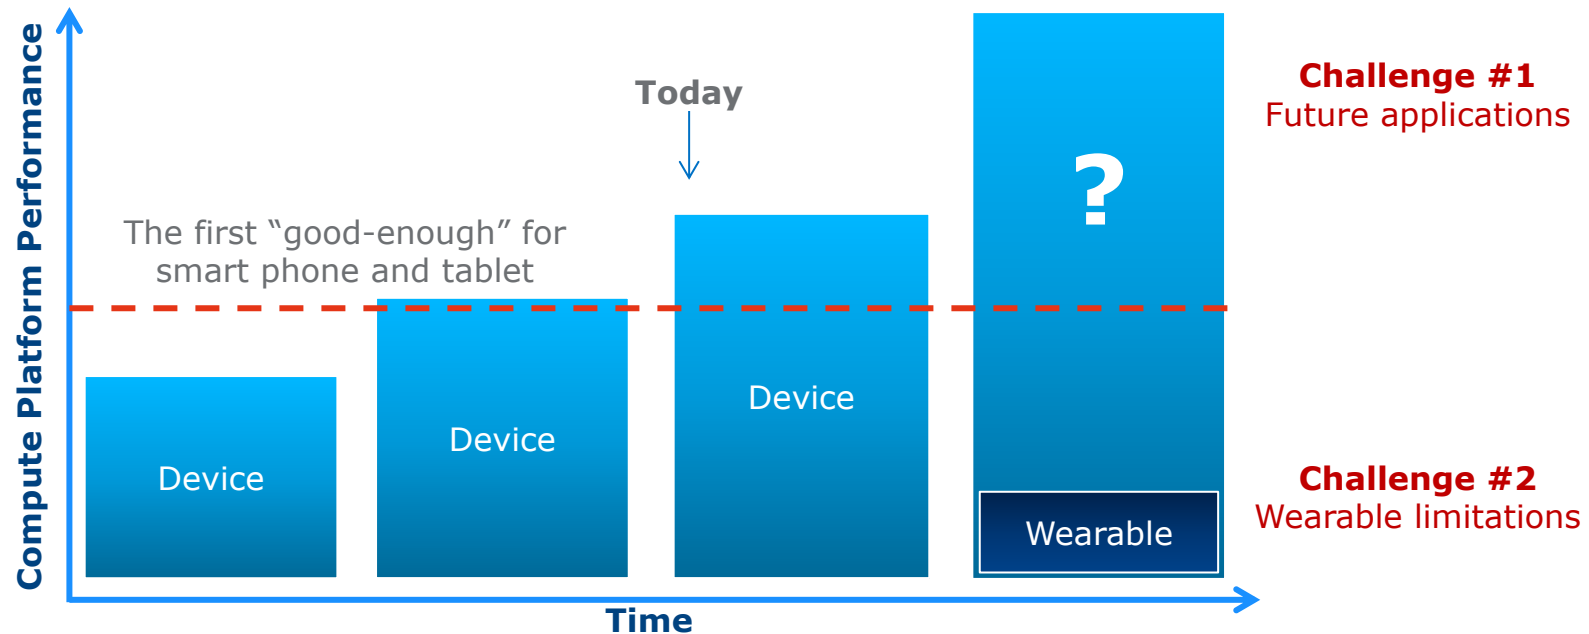 Compute Platform Performance
Today
The first “good-enough” for
smart phone and tablet
Device
Device
Device
?
Wearable
Challenge #1
Future applications
Challenge #2
Wearable limitations
Time